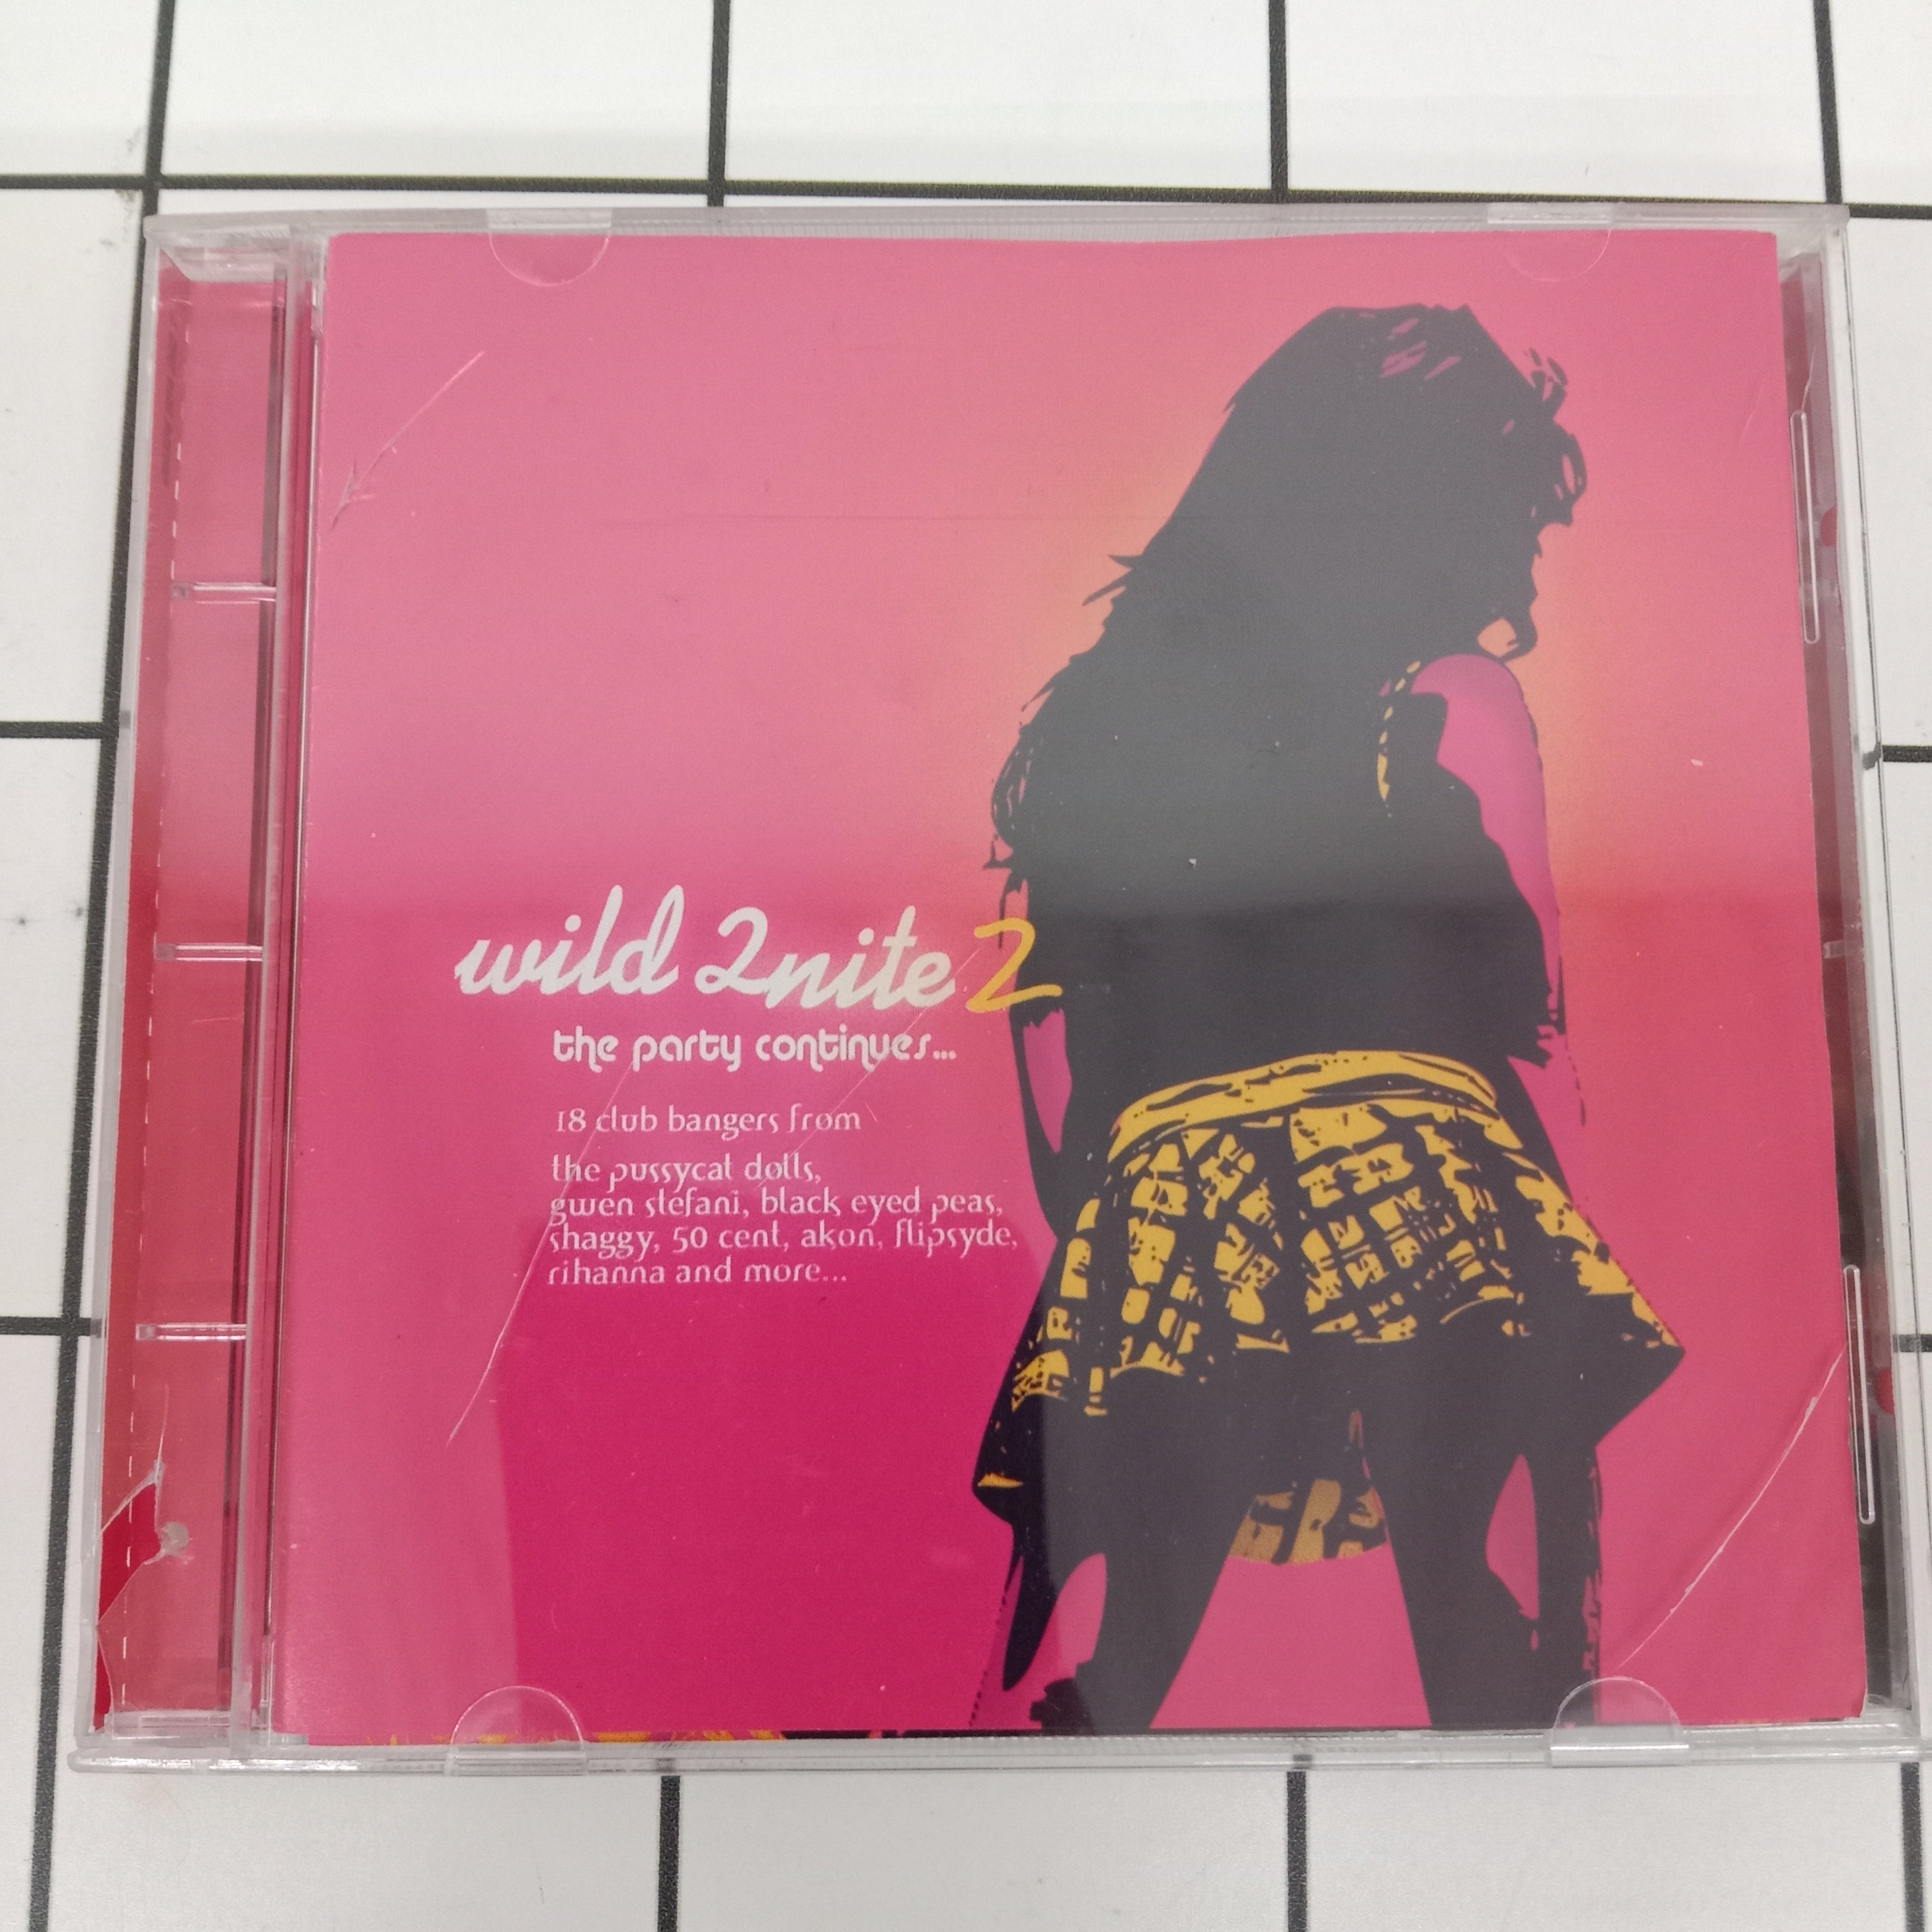 wild 2nite 2
the party continues...
18 club bangers from
the pussycat dolls,
gwen stefani, black eyed peas,
shaggy, 50 cent, akon, flipsyde,
rihanna and more...